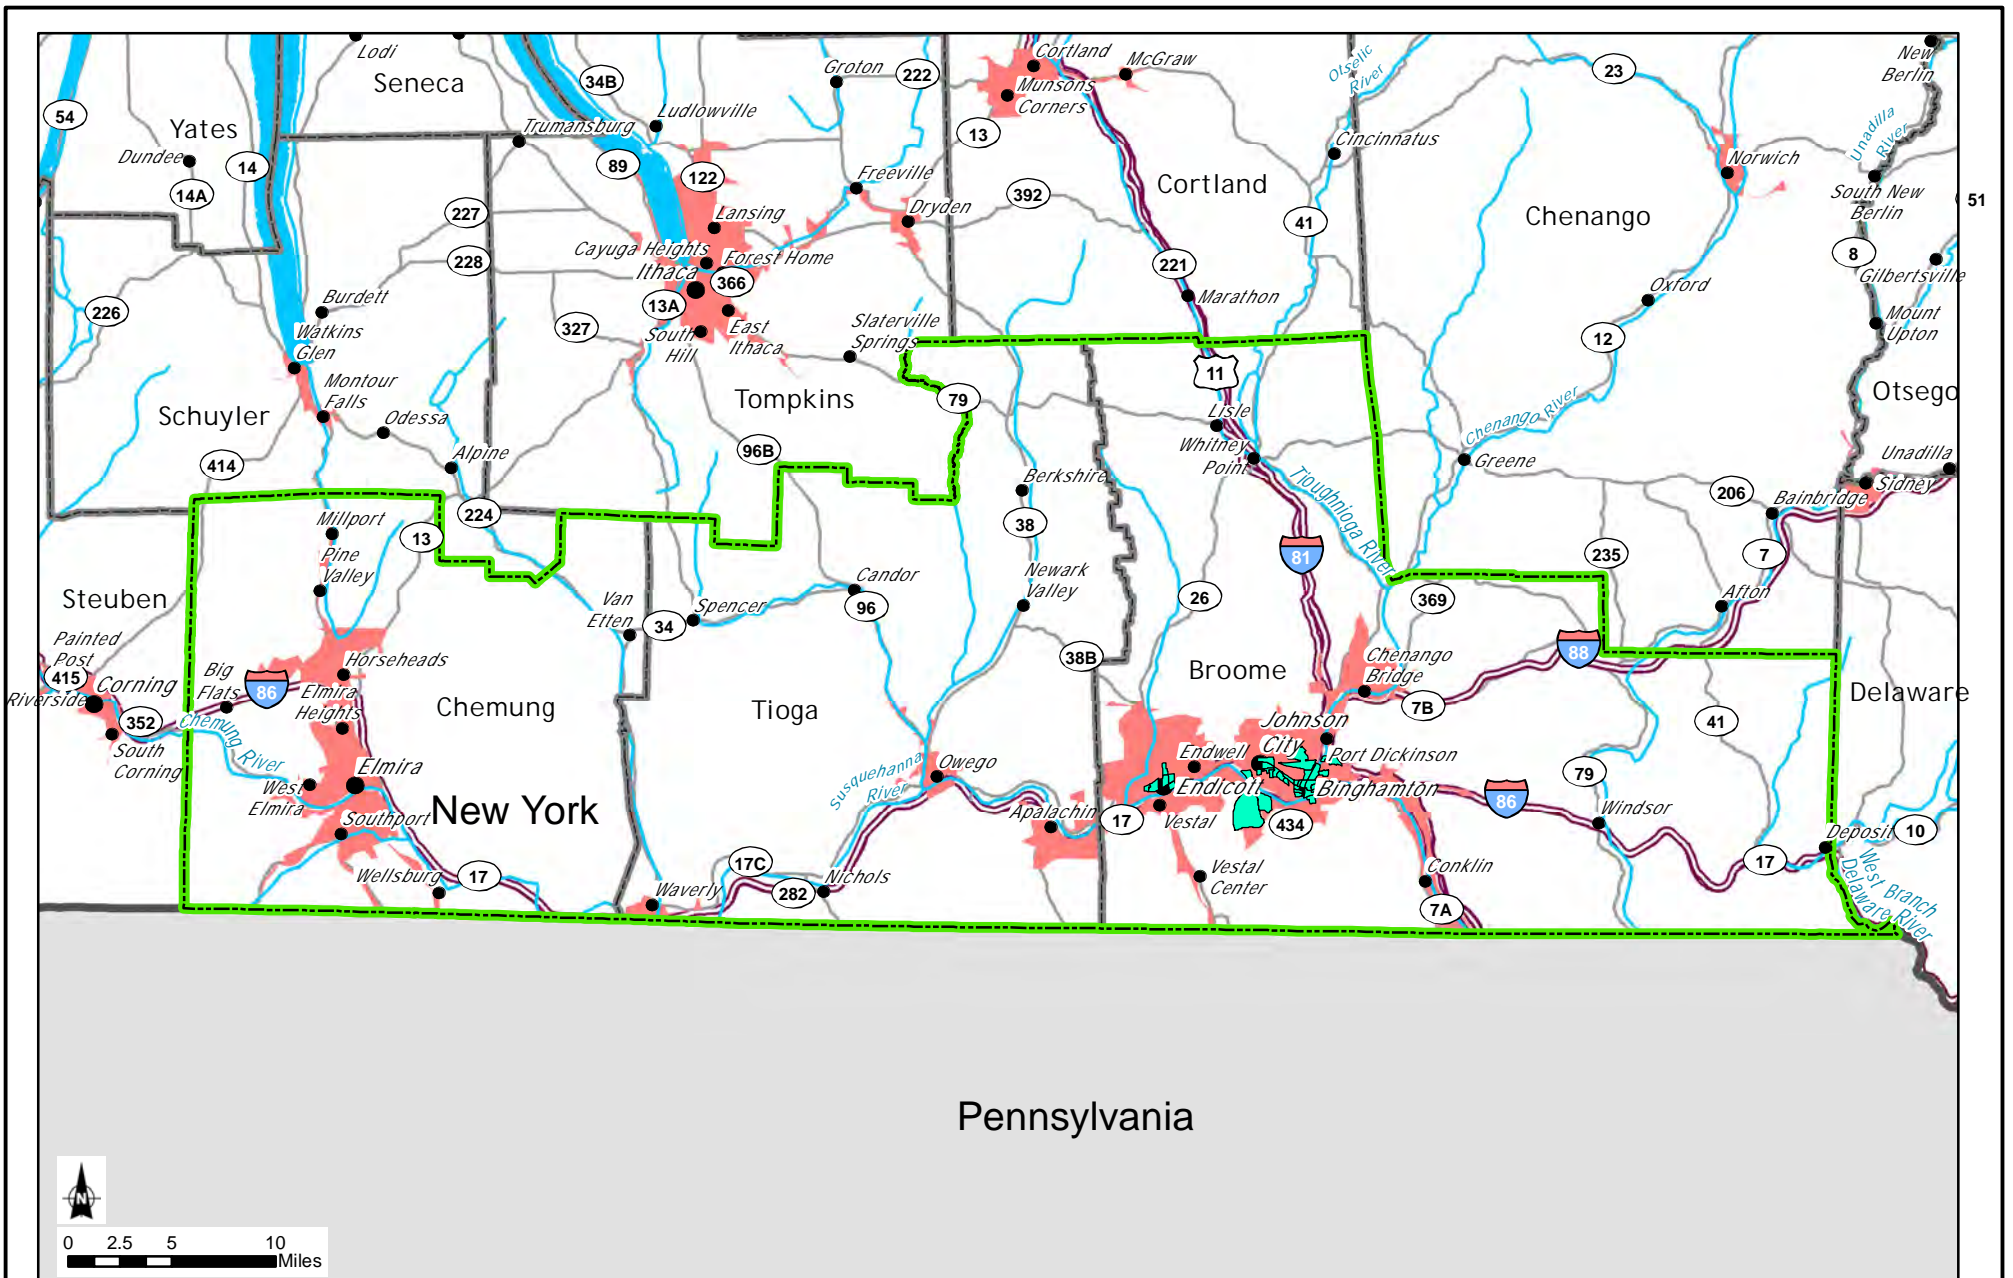 Lodi
Seneca
34B
Groton
222
Cortland
McGraw
Munsons
Corners
Otselic
River
23
New
Berlin
54
Yates
Dundee
14
14A
Ludlowville
Trumansburg
89
122
13
Cincinnatus
Norwich
Unadilla
River
Freeville
Dryden
392
Cortland
Chenango
South New
Berlin
51
227
Lansing
41
8
228
Cayuga Heights
Forest Home
Ithaca
366
221
Gilbertsville
226
Burdett
13A
Marathon
Oxford
Watkins
Glen
327
South
Hill
East
Ithaca
Slaterville
Springs
12
Mount
Upton
Montour
Falls
11
Otsego
Schuyler
Odessa
Tompkins
79
Lisle
Chenango River
414
Alpine
96B
Whitney
Point
Greene
Unadilla
Berkshire
Tioughnioga River
206
Bainbridge
Sidney
224
Millport
13
38
81
235
7
Pine
Valley
Steuben
Van
Etten
34
Spencer
Candor
96
Newark
Valley
26
369
Afton
Painted
Post
415
Corning
Riverside
Big
Flats
86
Horseheads
38B
Broome
Chenango
Bridge
88
Delaware
352
Elmira
Heights
Chemung
Tioga
7B
41
South
Corning
Chemung River
Johnson
City
Port Dickinson
West
Elmira
Elmira
Susquehanna
River
Owego
Endwell
Endicott
Binghamton
79
86
New York
Southport
Apalachin
17
Vestal
434
Windsor
Deposit
10
Wellsburg
17
17C
Waverly
282
Nichols
Vestal
Center
Conklin
7A
17
West Branch
Delaware River
Pennsylvania
N
0 2.5 5 10
Miles